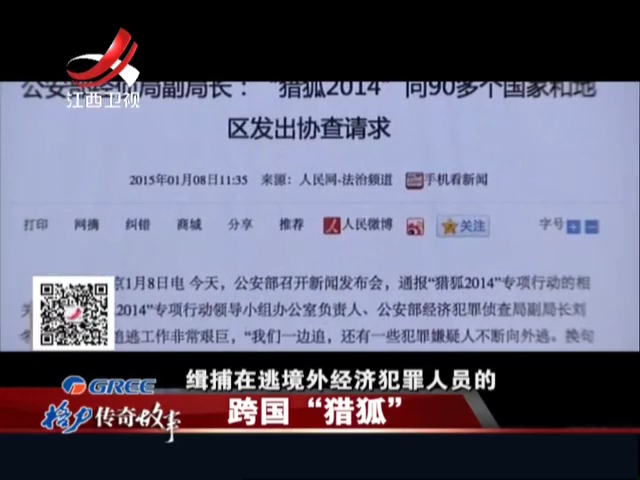 江西卫视
公安部经侦局副局长：“猎狐2014”向90多个国家和地
区发出协查请求
2015年01月08日11:35 来源：人民网-法治频道 手机看新闻
打印 网摘 纠错 商城 分享 推荐 人民微博 关注 字号
京1月8日电 今天，公安部召开新闻发布会，通报“猎狐2014”专项行动的相
2014”专项行动领导小组办公室负责人、公安部经济犯罪侦查局副局长刘
追逃工作非常艰巨，“我们一边追，还有一些犯罪嫌疑人不断向外逃。换句
GREE
格力 传奇故事
缉捕在逃境外经济犯罪人员的
跨国“猎狐”